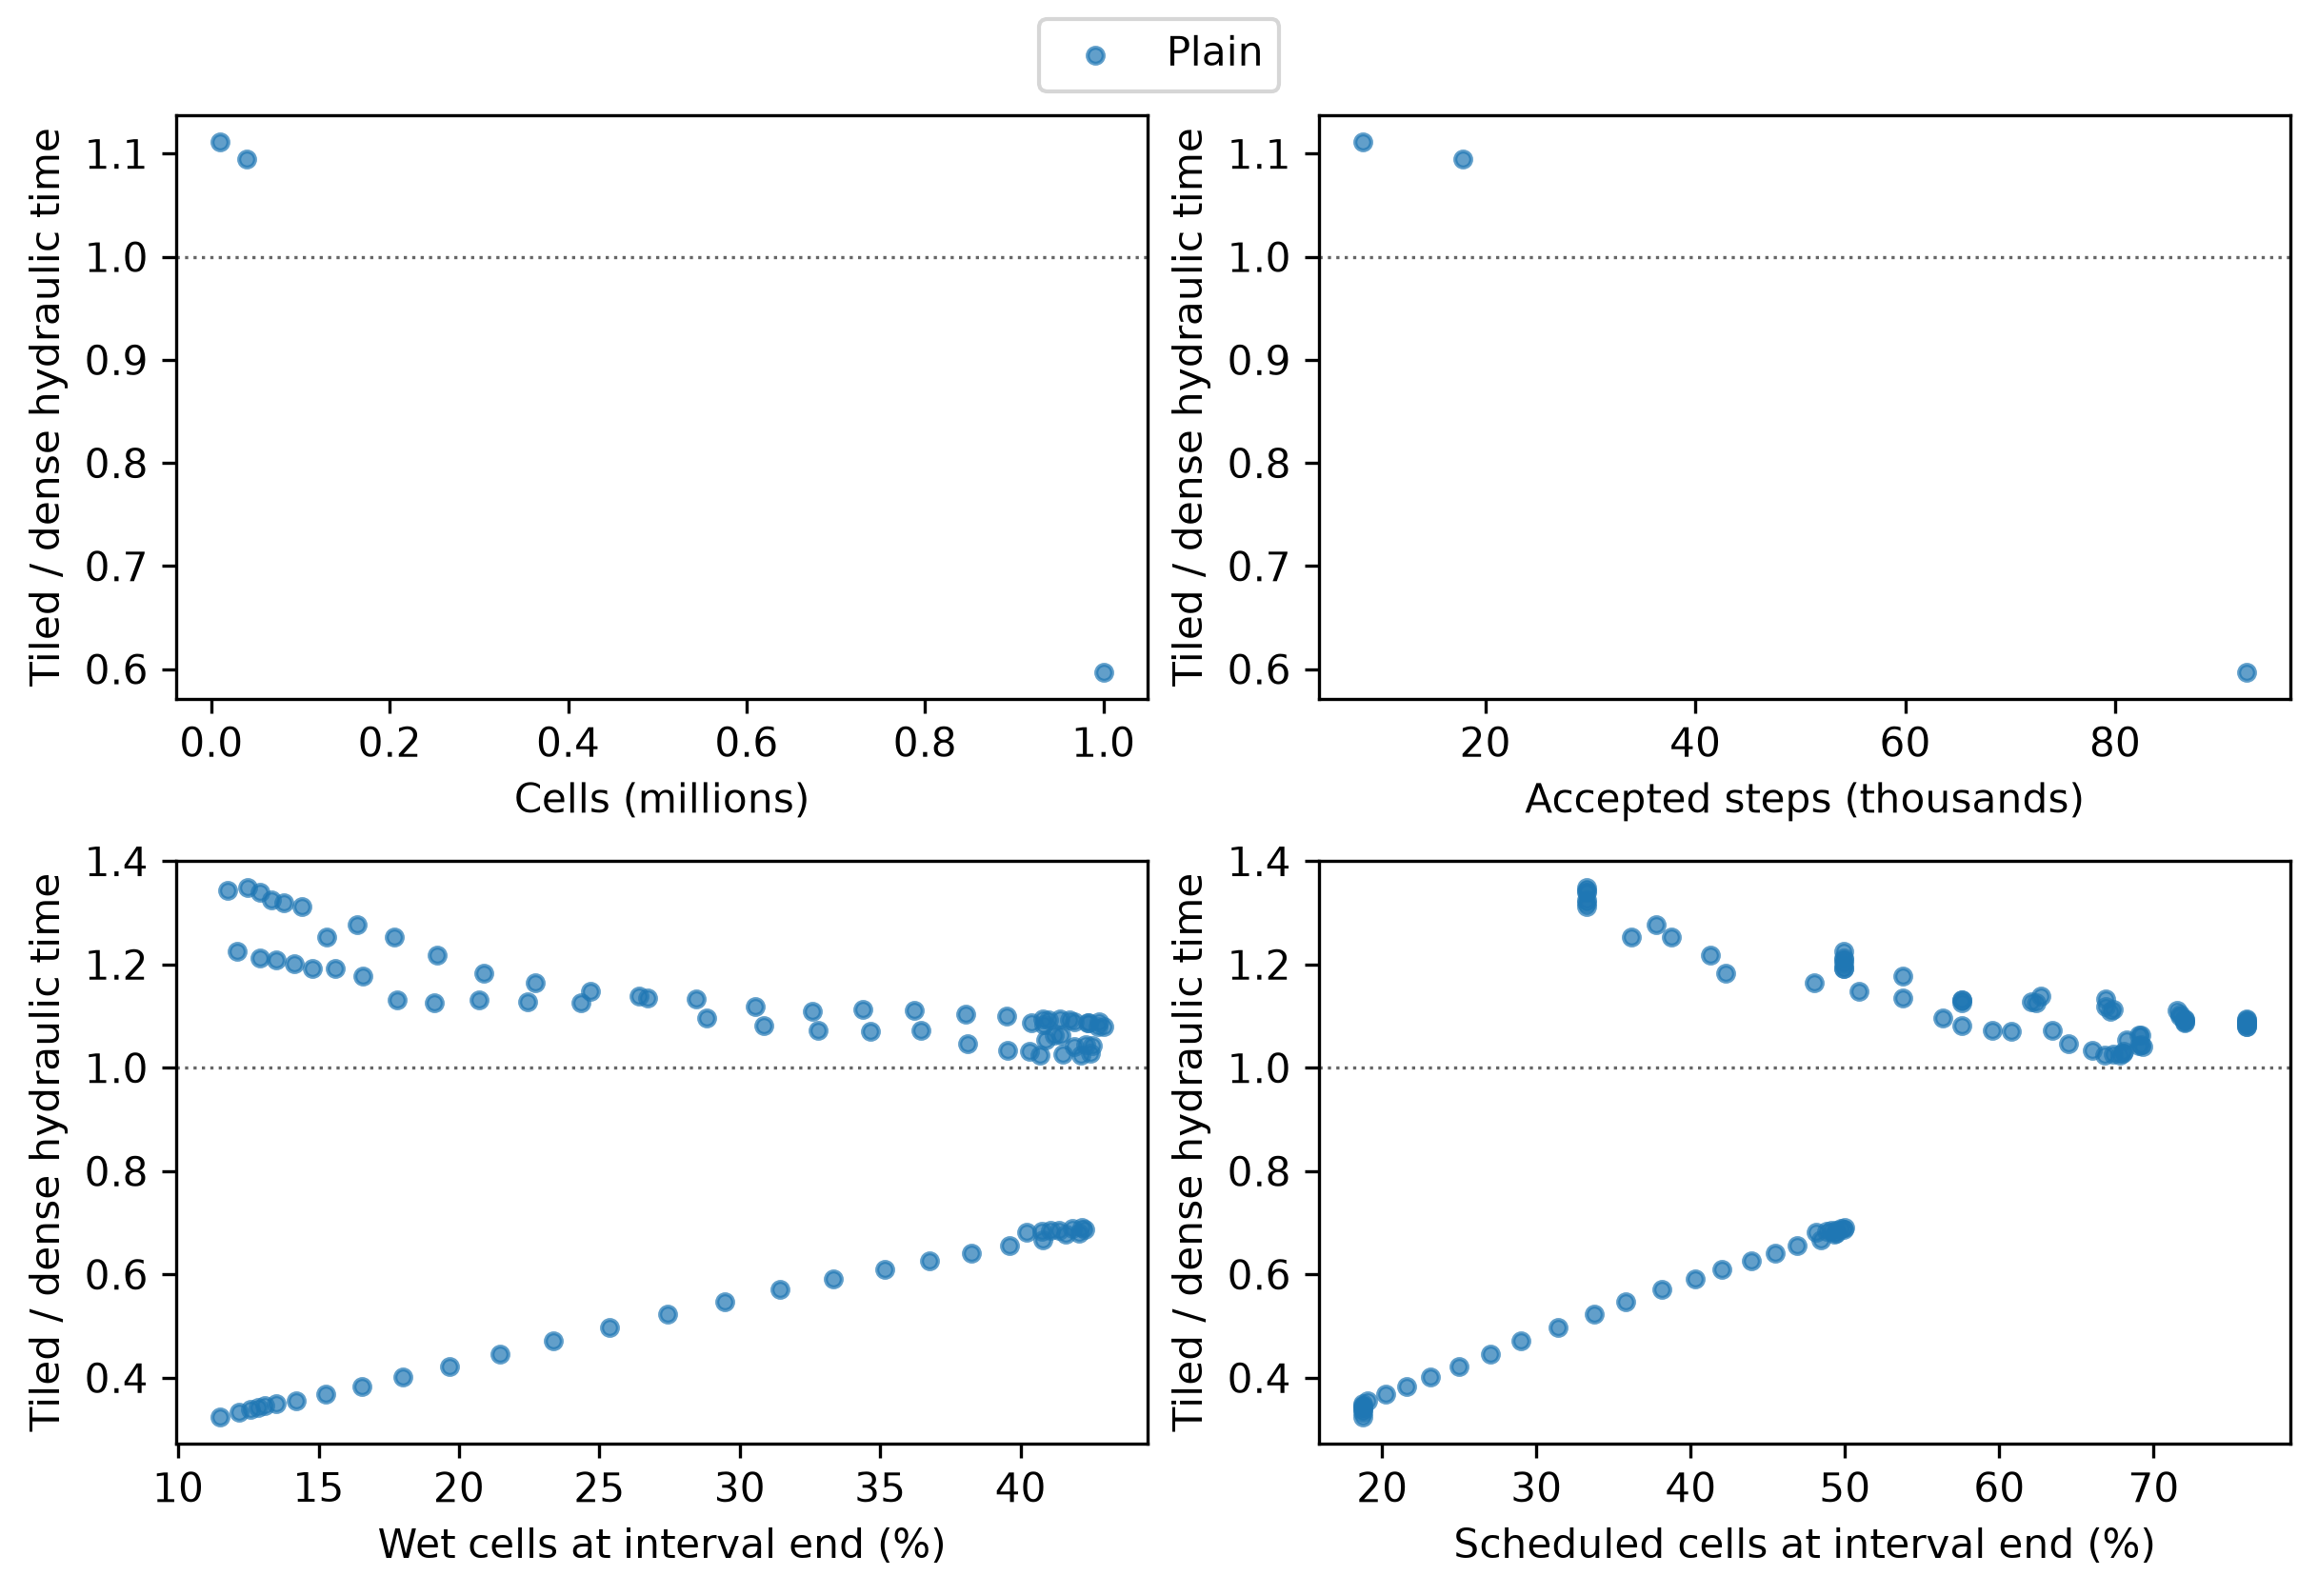 Plain
Tiled / dense hydraulic time
1.1
1.0
0.9
0.8
0.7
0.6
0.0 0.2 0.4 0.6 0.8 1.0
Cells (millions)
Tiled / dense hydraulic time
1.1
1.0
0.9
0.8
0.7
0.6
20 40 60 80
Accepted steps (thousands)
Tiled / dense hydraulic time
1.4
1.2
1.0
0.8
0.6
0.4
10 15 20 25 30 35 40
Wet cells at interval end (%)
Tiled / dense hydraulic time
1.4
1.2
1.0
0.8
0.6
0.4
20 30 40 50 60 70
Scheduled cells at interval end (%)